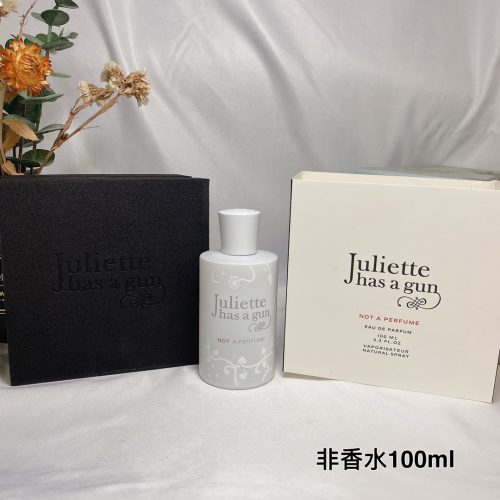 Juliette
has a gun
Juliette
has a gun
NOT A PERFUME
Juliette
has a gun
NOT A PERFUME
EAU DE PARFUM
100 ML
3.3 FL.OZ
VAPORISATEUR
NATURAL SPRAY
非香水100ml